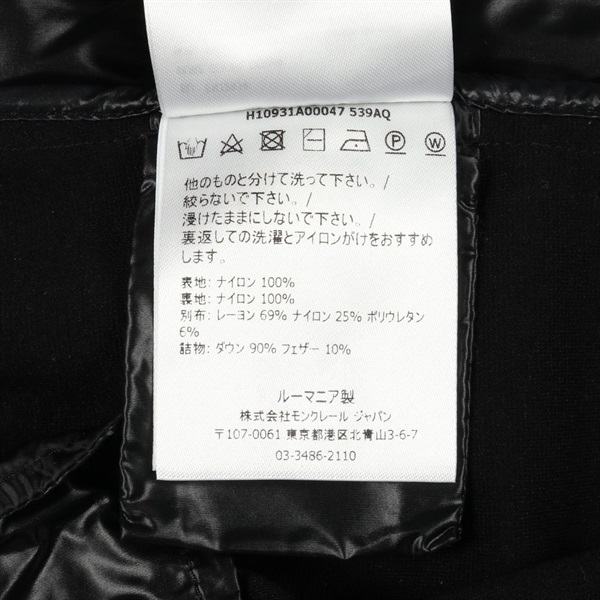 H10931A00047 539AQ
P W
他のものと分けて洗って下さい。/
絞らないで下さい。/
浸けたままにしないで下さい。/
裏返しての洗濯とアイロンがけをおすすめ
します。
表地: ナイロン 100%
裏地: ナイロン 100%
別布: レーヨン 69% ナイロン 25% ポリウレタン
6%
詰物: ダウン 90% フェザー 10%
ルーマニア製
株式会社モンクレール ジャパン
〒107-0061 東京都港区北青山3-6-7
03-3486-2110